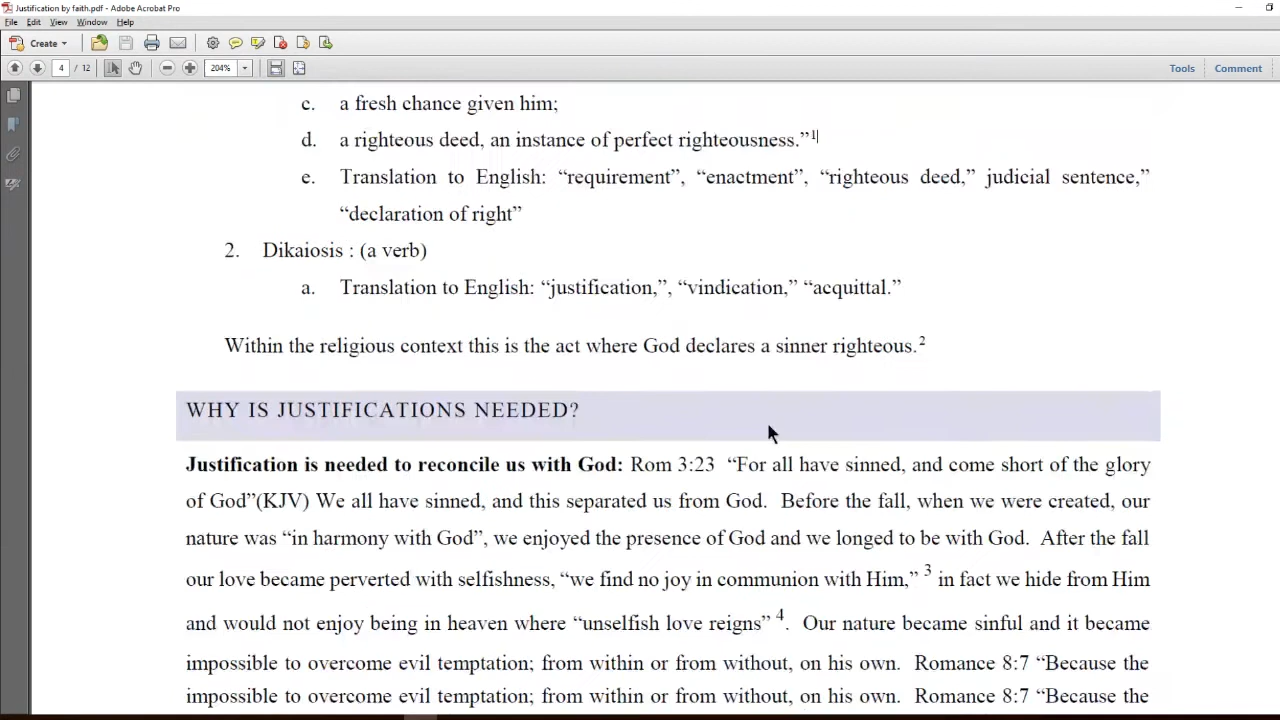 Justification by faith.pdf - Adobe Acrobat Pro
File Edit View Window Help
Create
4 / 12 204% Tools Comment
c. a fresh chance given him;
d. a righteous deed, an instance of perfect righteousness.”1
e. Translation to English: “requirement”, “enactment”, “righteous deed,” judicial sentence,”
“declaration of right”
2. Dikaiosis : (a verb)
a. Translation to English: “justification,”, “vindication,” “acquittal.”
Within the religious context this is the act where God declares a sinner righteous.2
WHY IS JUSTIFICATIONS NEEDED?
Justification is needed to reconcile us with God: Rom 3:23 “For all have sinned, and come short of the glory
of God”(KJV) We all have sinned, and this separated us from God. Before the fall, when we were created, our
nature was “in harmony with God”, we enjoyed the presence of God and we longed to be with God. After the fall
our love became perverted with selfishness, “we find no joy in communion with Him,” 3 in fact we hide from Him
and would not enjoy being in heaven where “unselfish love reigns” 4. Our nature became sinful and it became
impossible to overcome evil temptation; from within or from without, on his own. Romance 8:7 “Because the
impossible to overcome evil temptation; from within or from without, on his own. Romance 8:7 “Because the